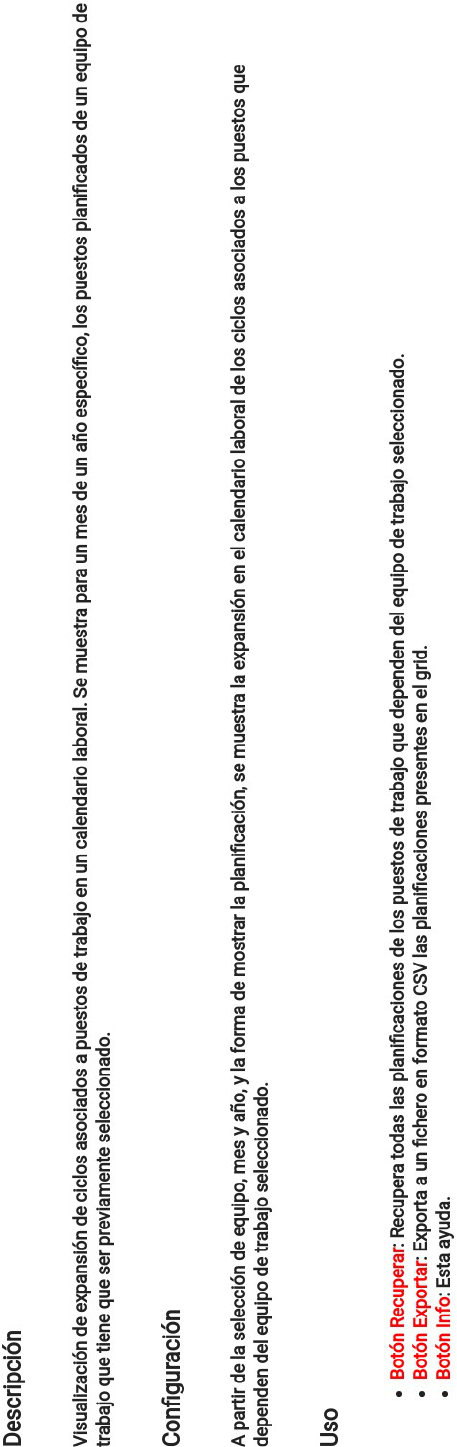 Descripción
Visualización de expansión de ciclos asociados a puestos de trabajo en un calendario laboral. Se muestra para un mes de un año específico, los puestos planificados de un equipo de
trabajo que tiene que ser previamente seleccionado.
Configuración
A partir de la selección de equipo, mes y año, y la forma de mostrar la planificación, se muestra la expansión en el calendario laboral de los ciclos asociados a los puestos que
dependen del equipo de trabajo seleccionado.
Uso
• Botón Recuperar: Recupera todas las planificaciones de los puestos de trabajo que dependen del equipo de trabajo seleccionado.
• Botón Exportar: Exporta a un fichero en formato CSV las planificaciones presentes en el grid.
• Botón Info: Esta ayuda.